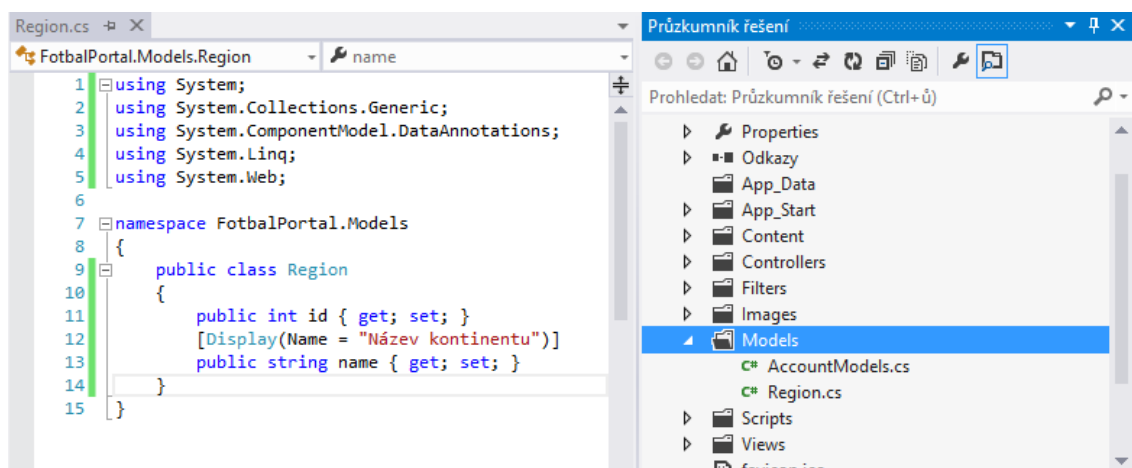 Region.cs
FotbalPortal.Models.Region
name
1 using System;
2 using System.Collections.Generic;
3 using System.ComponentModel.DataAnnotations;
4 using System.Linq;
5 using System.Web;
6
7 namespace FotbalPortal.Models
8 {
9 public class Region
10 {
11 public int id { get; set; }
12 [Display(Name = "Název kontinentu")]
13 public string name { get; set; }
14 }
15 }
Průzkumník řešení
Prohledat: Průzkumník řešení (Ctrl+ů)
Properties
Odkazy
App_Data
App_Start
Content
Controllers
Filters
Images
Models
C# AccountModels.cs
C# Region.cs
Scripts
Views